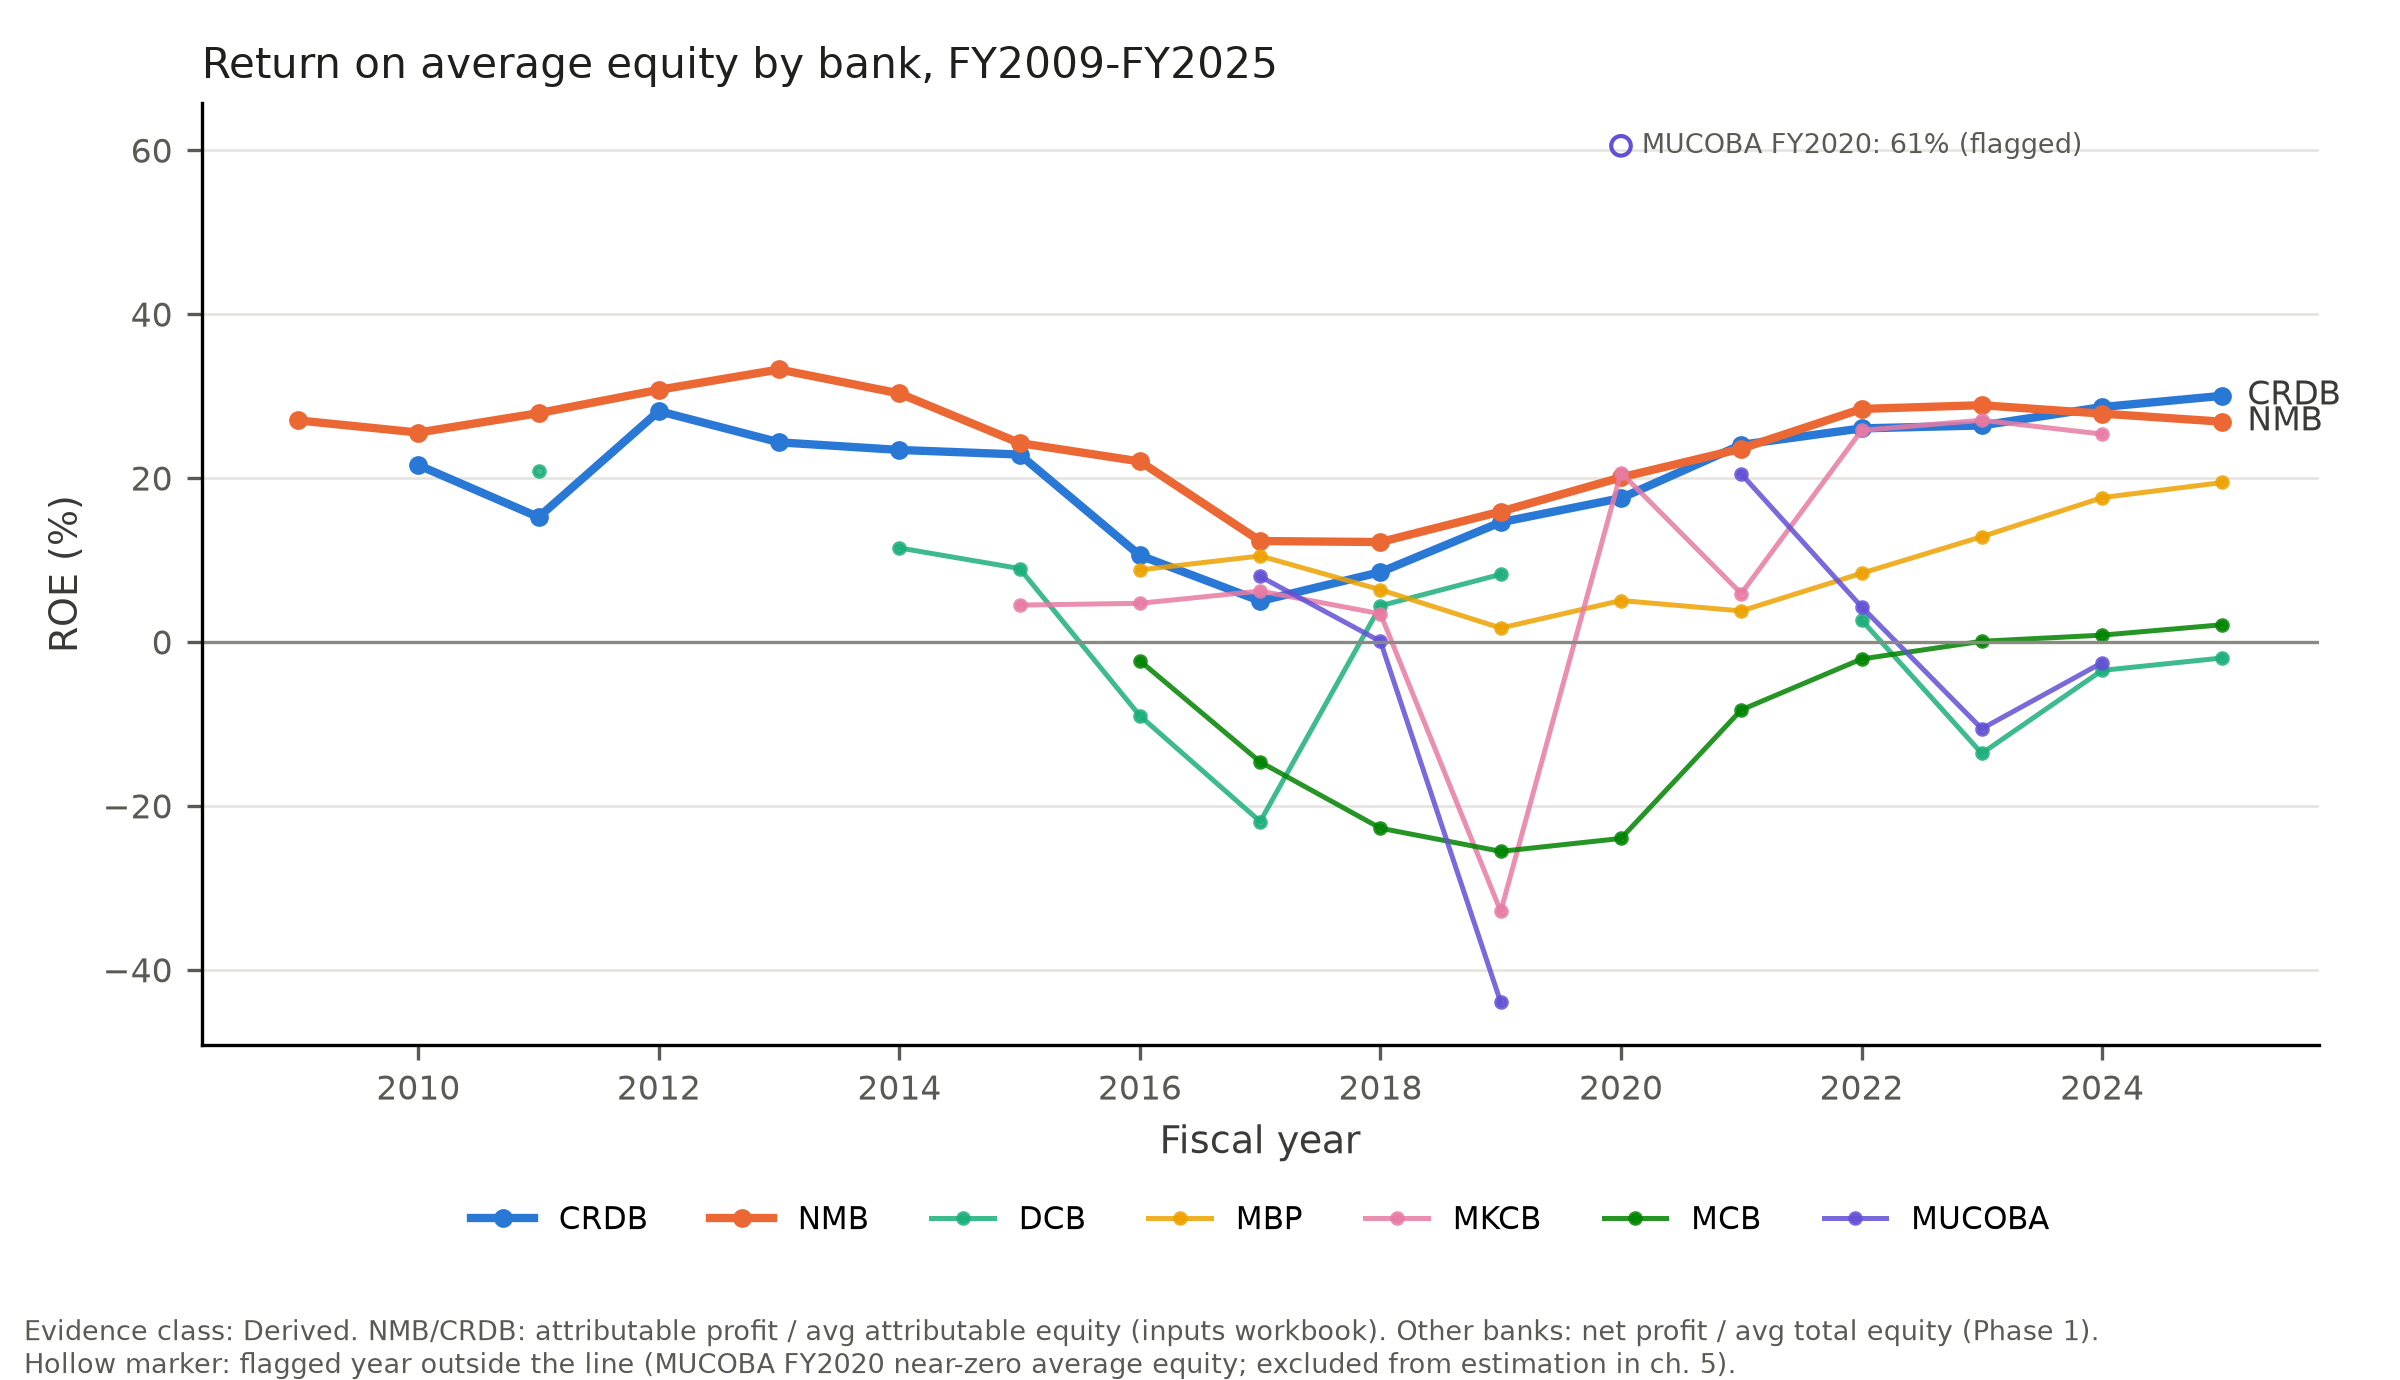 Return on average equity by bank, FY2009-FY2025
60
MUCOBA FY2020: 61% (flagged)
40
CRDB
NMB
20
ROE (%)
0
−20
−40
2010 2012 2014 2016 2018 2020 2022 2024
Fiscal year
CRDB NMB DCB MBP MKCB MCB MUCOBA
Evidence class: Derived. NMB/CRDB: attributable profit / avg attributable equity (inputs workbook). Other banks: net profit / avg total equity (Phase 1).
Hollow marker: flagged year outside the line (MUCOBA FY2020 near-zero average equity; excluded from estimation in ch. 5).